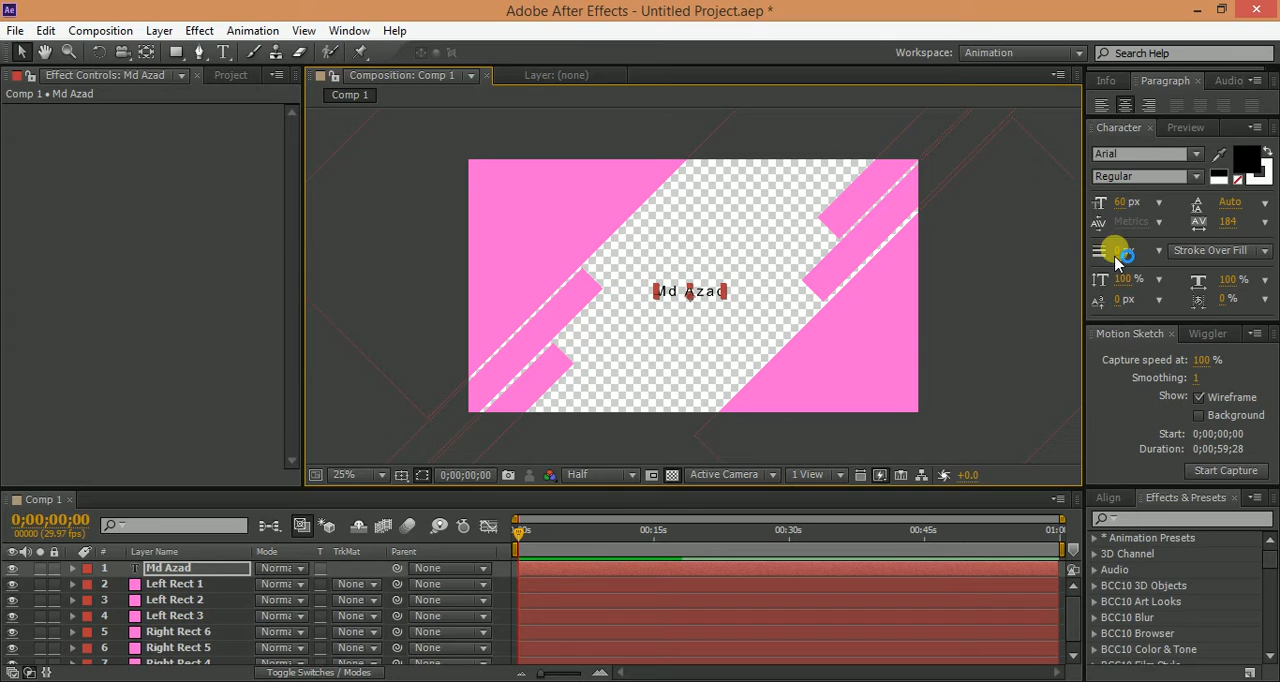 Ae Adobe After Effects - Untitled Project.aep *
File Edit Composition Layer Effect Animation View Window Help
Workspace: Animation Search Help
Effect Controls: Md Azad Project Composition: Comp 1 Layer: (none) Info Paragraph Audio
Comp 1 • Md Azad
Comp 1
Character Preview
Arial
Regular
60 px Auto
Metrics 184
Stroke Over Fill
100 % 100 %
0 px 0 %
Md Azad
Motion Sketch Wiggler
Capture speed at: 100 %
Smoothing: 1
Show: Wireframe
Background
Start: 0;00;00;00
Duration: 0;00;59;28
Start Capture
25% 0;00;00;00 Half Active Camera 1 View +0.0
Comp 1
Align Effects & Presets
0;00;00;00
00000 (29.97 fps)
00:15s 00:30s 00:45s
# Layer Name Mode T TrkMat Parent
1 T Md Azad None
2 Left Rect 1 None None
3 Left Rect 2 None None
4 Left Rect 3 None None
5 Right Rect 6 None None
6 Right Rect 5 None None
7 Right Rect 4
Toggle Switches / Modes
* Animation Presets
3D Channel
Audio
BCC10 3D Objects
BCC10 Art Looks
BCC10 Blur
BCC10 Browser
BCC10 Color & Tone
BCC10 Film Style